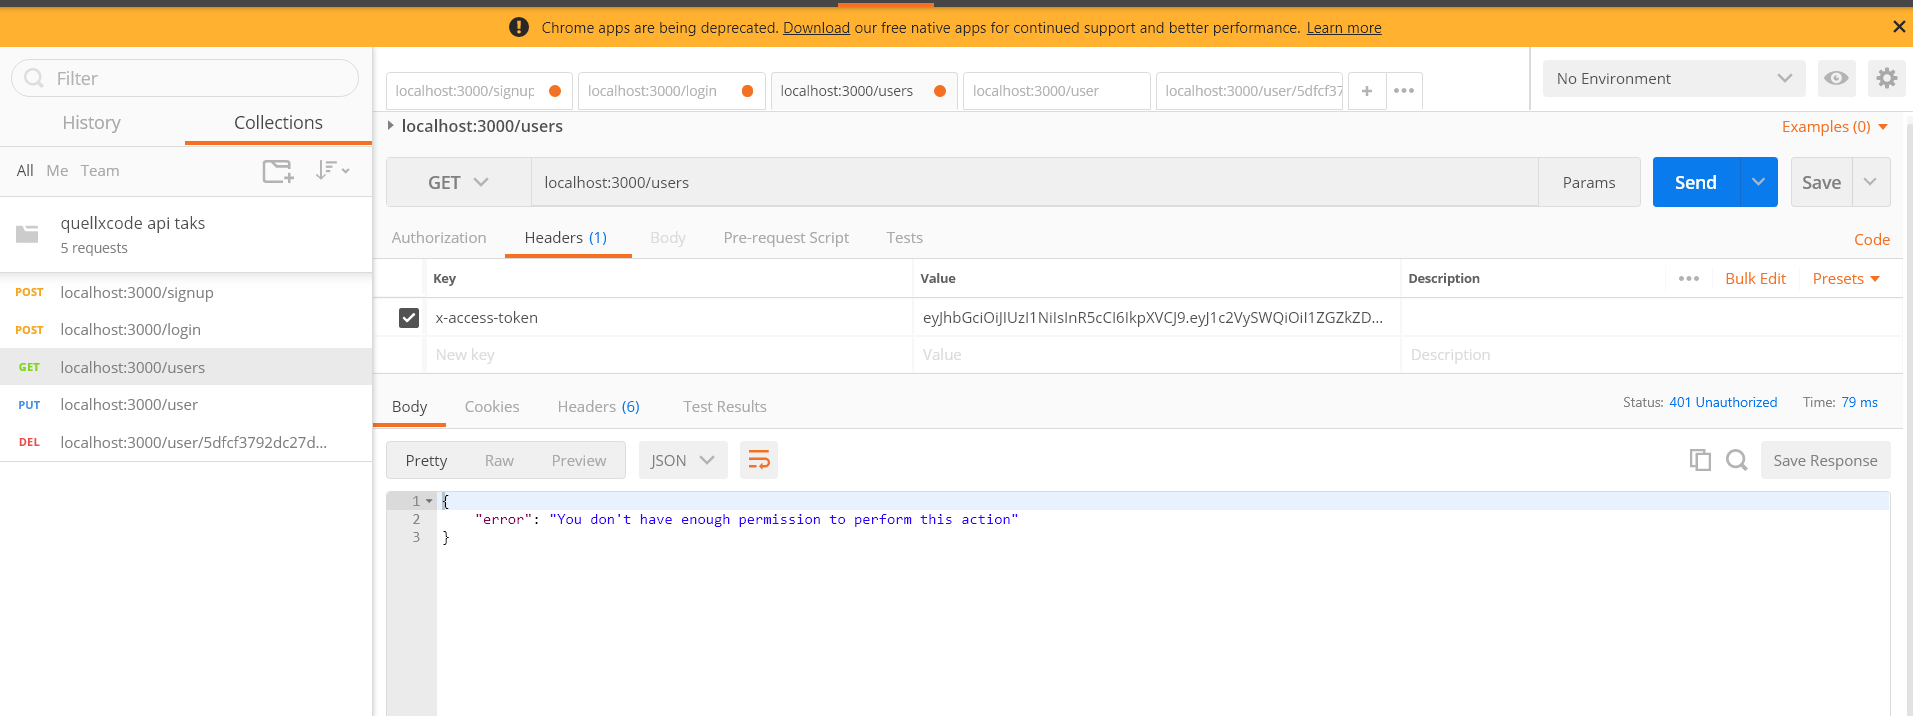 Chrome apps are being deprecated. Download our free native apps for continued support and better performance. Learn more
Filter
History Collections
All Me Team
quellxcode api taks
5 requests
POST localhost:3000/signup
POST localhost:3000/login
GET localhost:3000/users
PUT localhost:3000/user
DEL localhost:3000/user/5dfcf3792dc27d...
localhost:3000/signup localhost:3000/login localhost:3000/users localhost:3000/user localhost:3000/user/5dfcf37
No Environment
localhost:3000/users Examples (0)
GET localhost:3000/users Params Send Save
Authorization Headers (1) Body Pre-request Script Tests Code
Key Value Description Bulk Edit Presets
x-access-token eyJhbGciOiJIUzI1NiIsInR5cCI6IkpXVCJ9.eyJ1c2VySWQiOiI1ZGZkZD...
New key Value Description
Body Cookies Headers (6) Test Results Status: 401 Unauthorized Time: 79 ms
Pretty Raw Preview JSON Save Response
1 {
2 "error": "You don't have enough permission to perform this action"
3 }